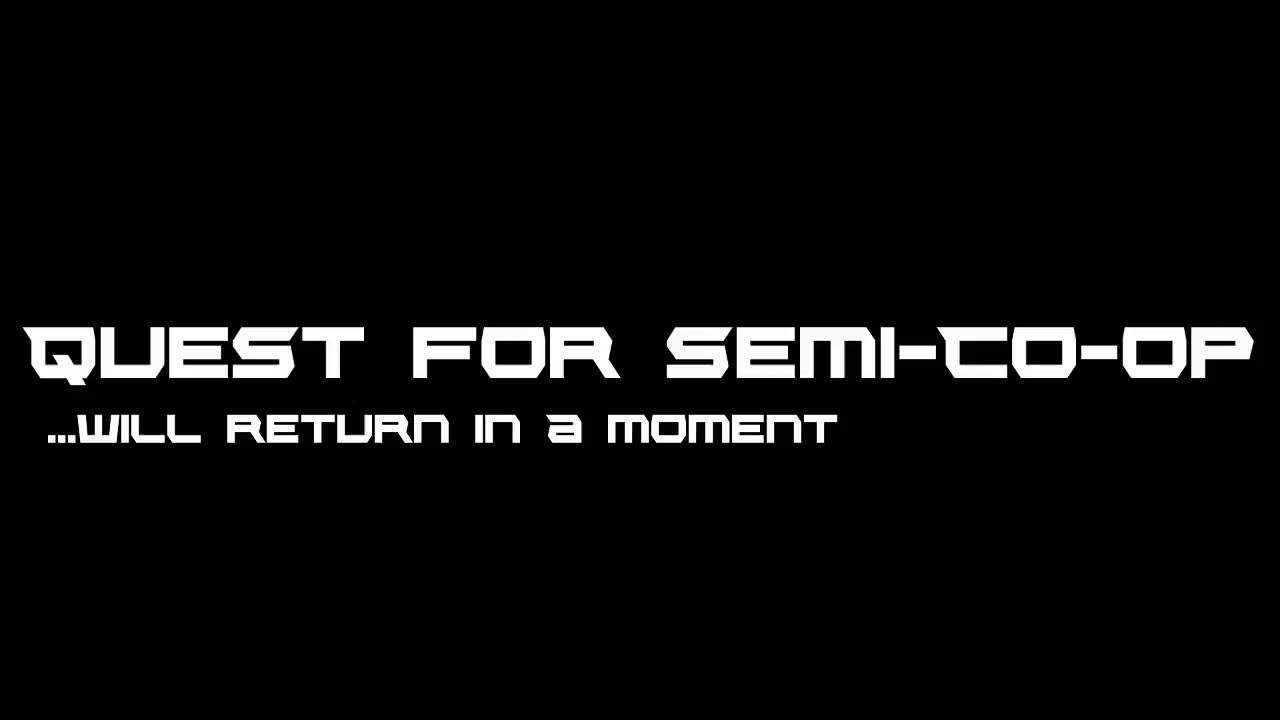 QUEST FOR SEMI-CO-OP
...WILL RETURN IN a MOMENT